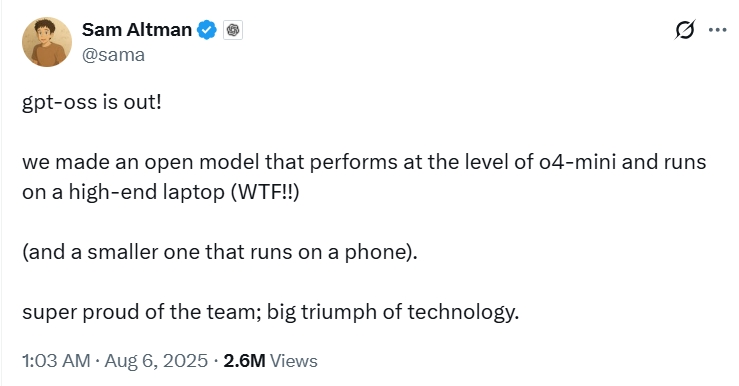 Sam Altman
@sama
gpt-oss is out!
we made an open model that performs at the level of o4-mini and runs
on a high-end laptop (WTF!!)
(and a smaller one that runs on a phone).
super proud of the team; big triumph of technology.
1:03 AM · Aug 6, 2025 · 2.6M Views